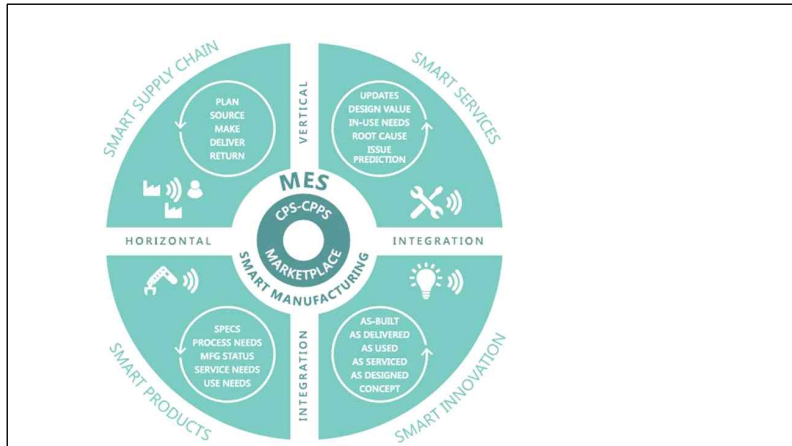 SMART SUPPLY CHAIN
PLAN
SOURCE
MAKE
DELIVER
RETURN
VERTICAL
SMART SERVICES
UPDATES
DESIGN VALUE
IN-USE NEEDS
ROOT CAUSE
ISSUE
PREDICTION
MES
CPS-CPPS
MARKETPLACE
SMART MANUFACTURING
HORIZONTAL
INTEGRATION
SMART PRODUCTS
SPECS
PROCESS NEEDS
MFG STATUS
SERVICE NEEDS
USE NEEDS
INTEGRATION
SMART INNOVATION
AS-BUILT
AS DELIVERED
AS USED
AS SERVICED
AS DESIGNED
CONCEPT